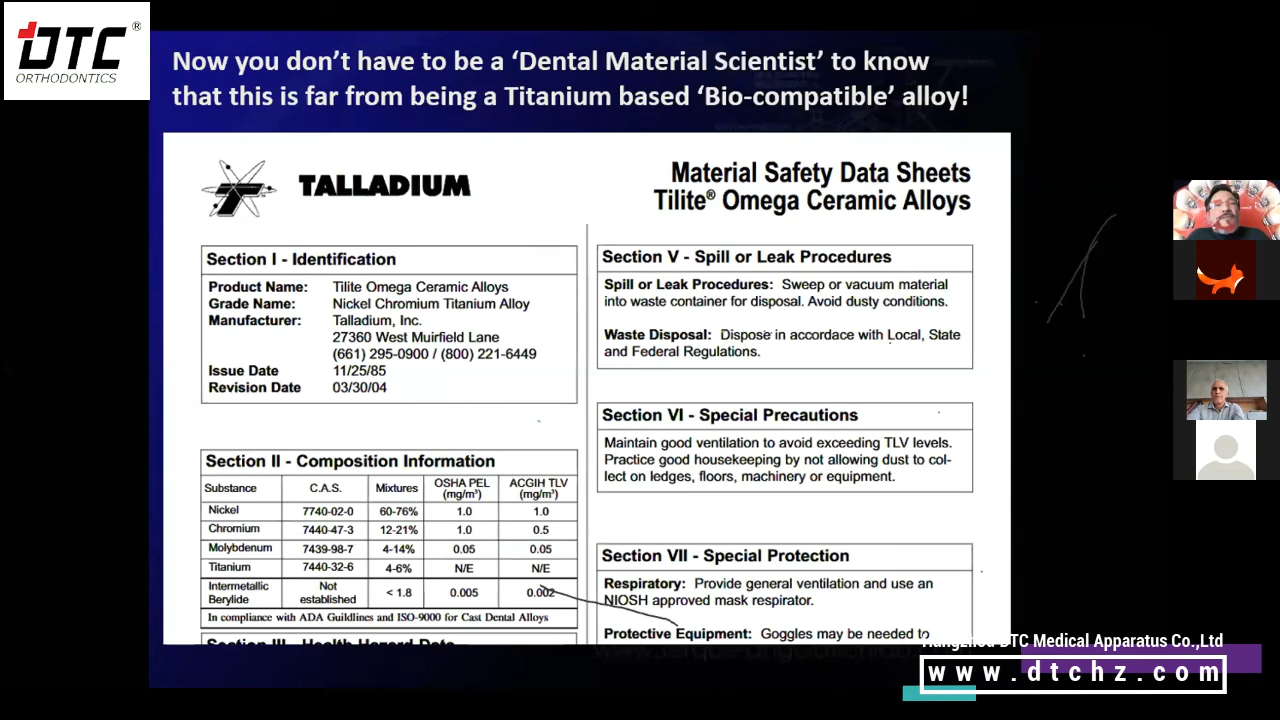 DTC®
ORTHODONTICS
Now you don't have to be a 'Dental Material Scientist' to know
that this is far from being a Titanium based 'Bio-compatible' alloy!
TALLADIUM
Material Safety Data Sheets
Tilite® Omega Ceramic Alloys
Section I - Identification
Product Name: Tilite Omega Ceramic Alloys
Grade Name: Nickel Chromium Titanium Alloy
Manufacturer: Talladium, Inc.
27360 West Muirfield Lane
(661) 295-0900 / (800) 221-6449
Issue Date 11/25/85
Revision Date 03/30/04
Section II - Composition Information
Substance C.A.S. Mixtures OSHA PEL (mg/m³) ACGIH TLV (mg/m³)
Nickel 7740-02-0 60-76% 1.0 1.0
Chromium 7440-47-3 12-21% 1.0 0.5
Molybdenum 7439-98-7 4-14% 0.05 0.05
Titanium 7440-32-6 4-6% N/E N/E
Intermetallic Berylide Not established < 1.8 0.005 0.002
In compliance with ADA Guildlines and ISO-9000 for Cast Dental Alloys
Section III - Health Hazard Data
Section V - Spill or Leak Procedures
Spill or Leak Procedures: Sweep or vacuum material
into waste container for disposal. Avoid dusty conditions.
Waste Disposal: Dispose in accordance with Local, State
and Federal Regulations.
Section VI - Special Precautions
Maintain good ventilation to avoid exceeding TLV levels.
Practice good housekeeping by not allowing dust to col-
lect on ledges, floors, machinery or equipment.
Section VII - Special Protection
Respiratory: Provide general ventilation and use an
NIOSH approved mask respirator.
Protective Equipment: Goggles may be needed to
Hangzhou DTC Medical Apparatus Co.,Ltd
www.dtchz.com